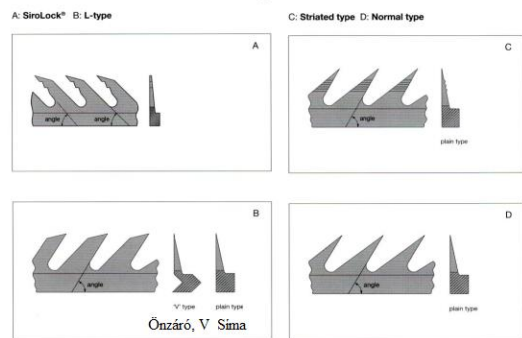 A: SiroLock® B: L-type
C: Striated type D: Normal type
A
angle
angle
C
angle
plain type
B
angle
'V' type
plain type
Önzáró, V Síma
D
angle
plain type